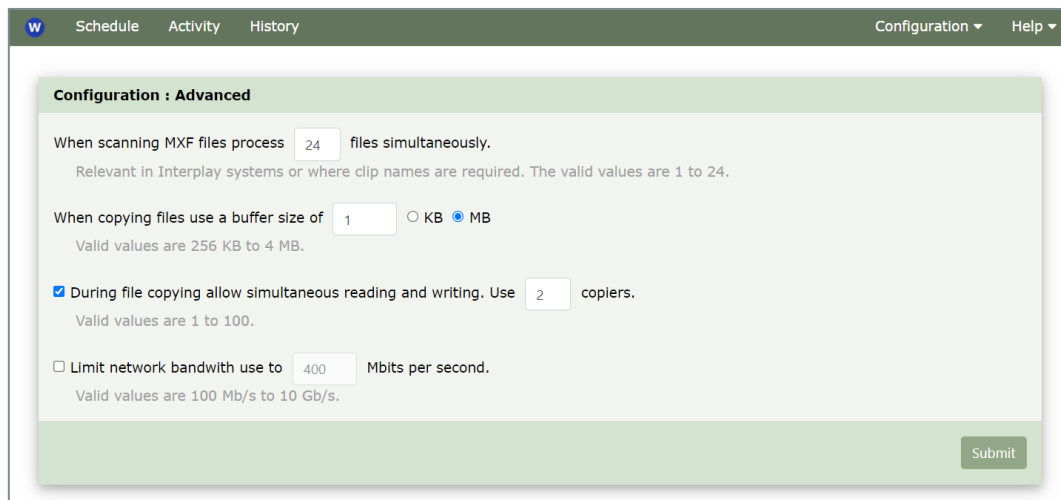 W Schedule Activity History Configuration Help
Configuration : Advanced
When scanning MXF files process 24 files simultaneously.
Relevant in Interplay systems or where clip names are required. The valid values are 1 to 24.
When copying files use a buffer size of 1 KB MB
Valid values are 256 KB to 4 MB.
During file copying allow simultaneous reading and writing. Use 2 copiers.
Valid values are 1 to 100.
Limit network bandwith use to 400 Mbits per second.
Valid values are 100 Mb/s to 10 Gb/s.
Submit